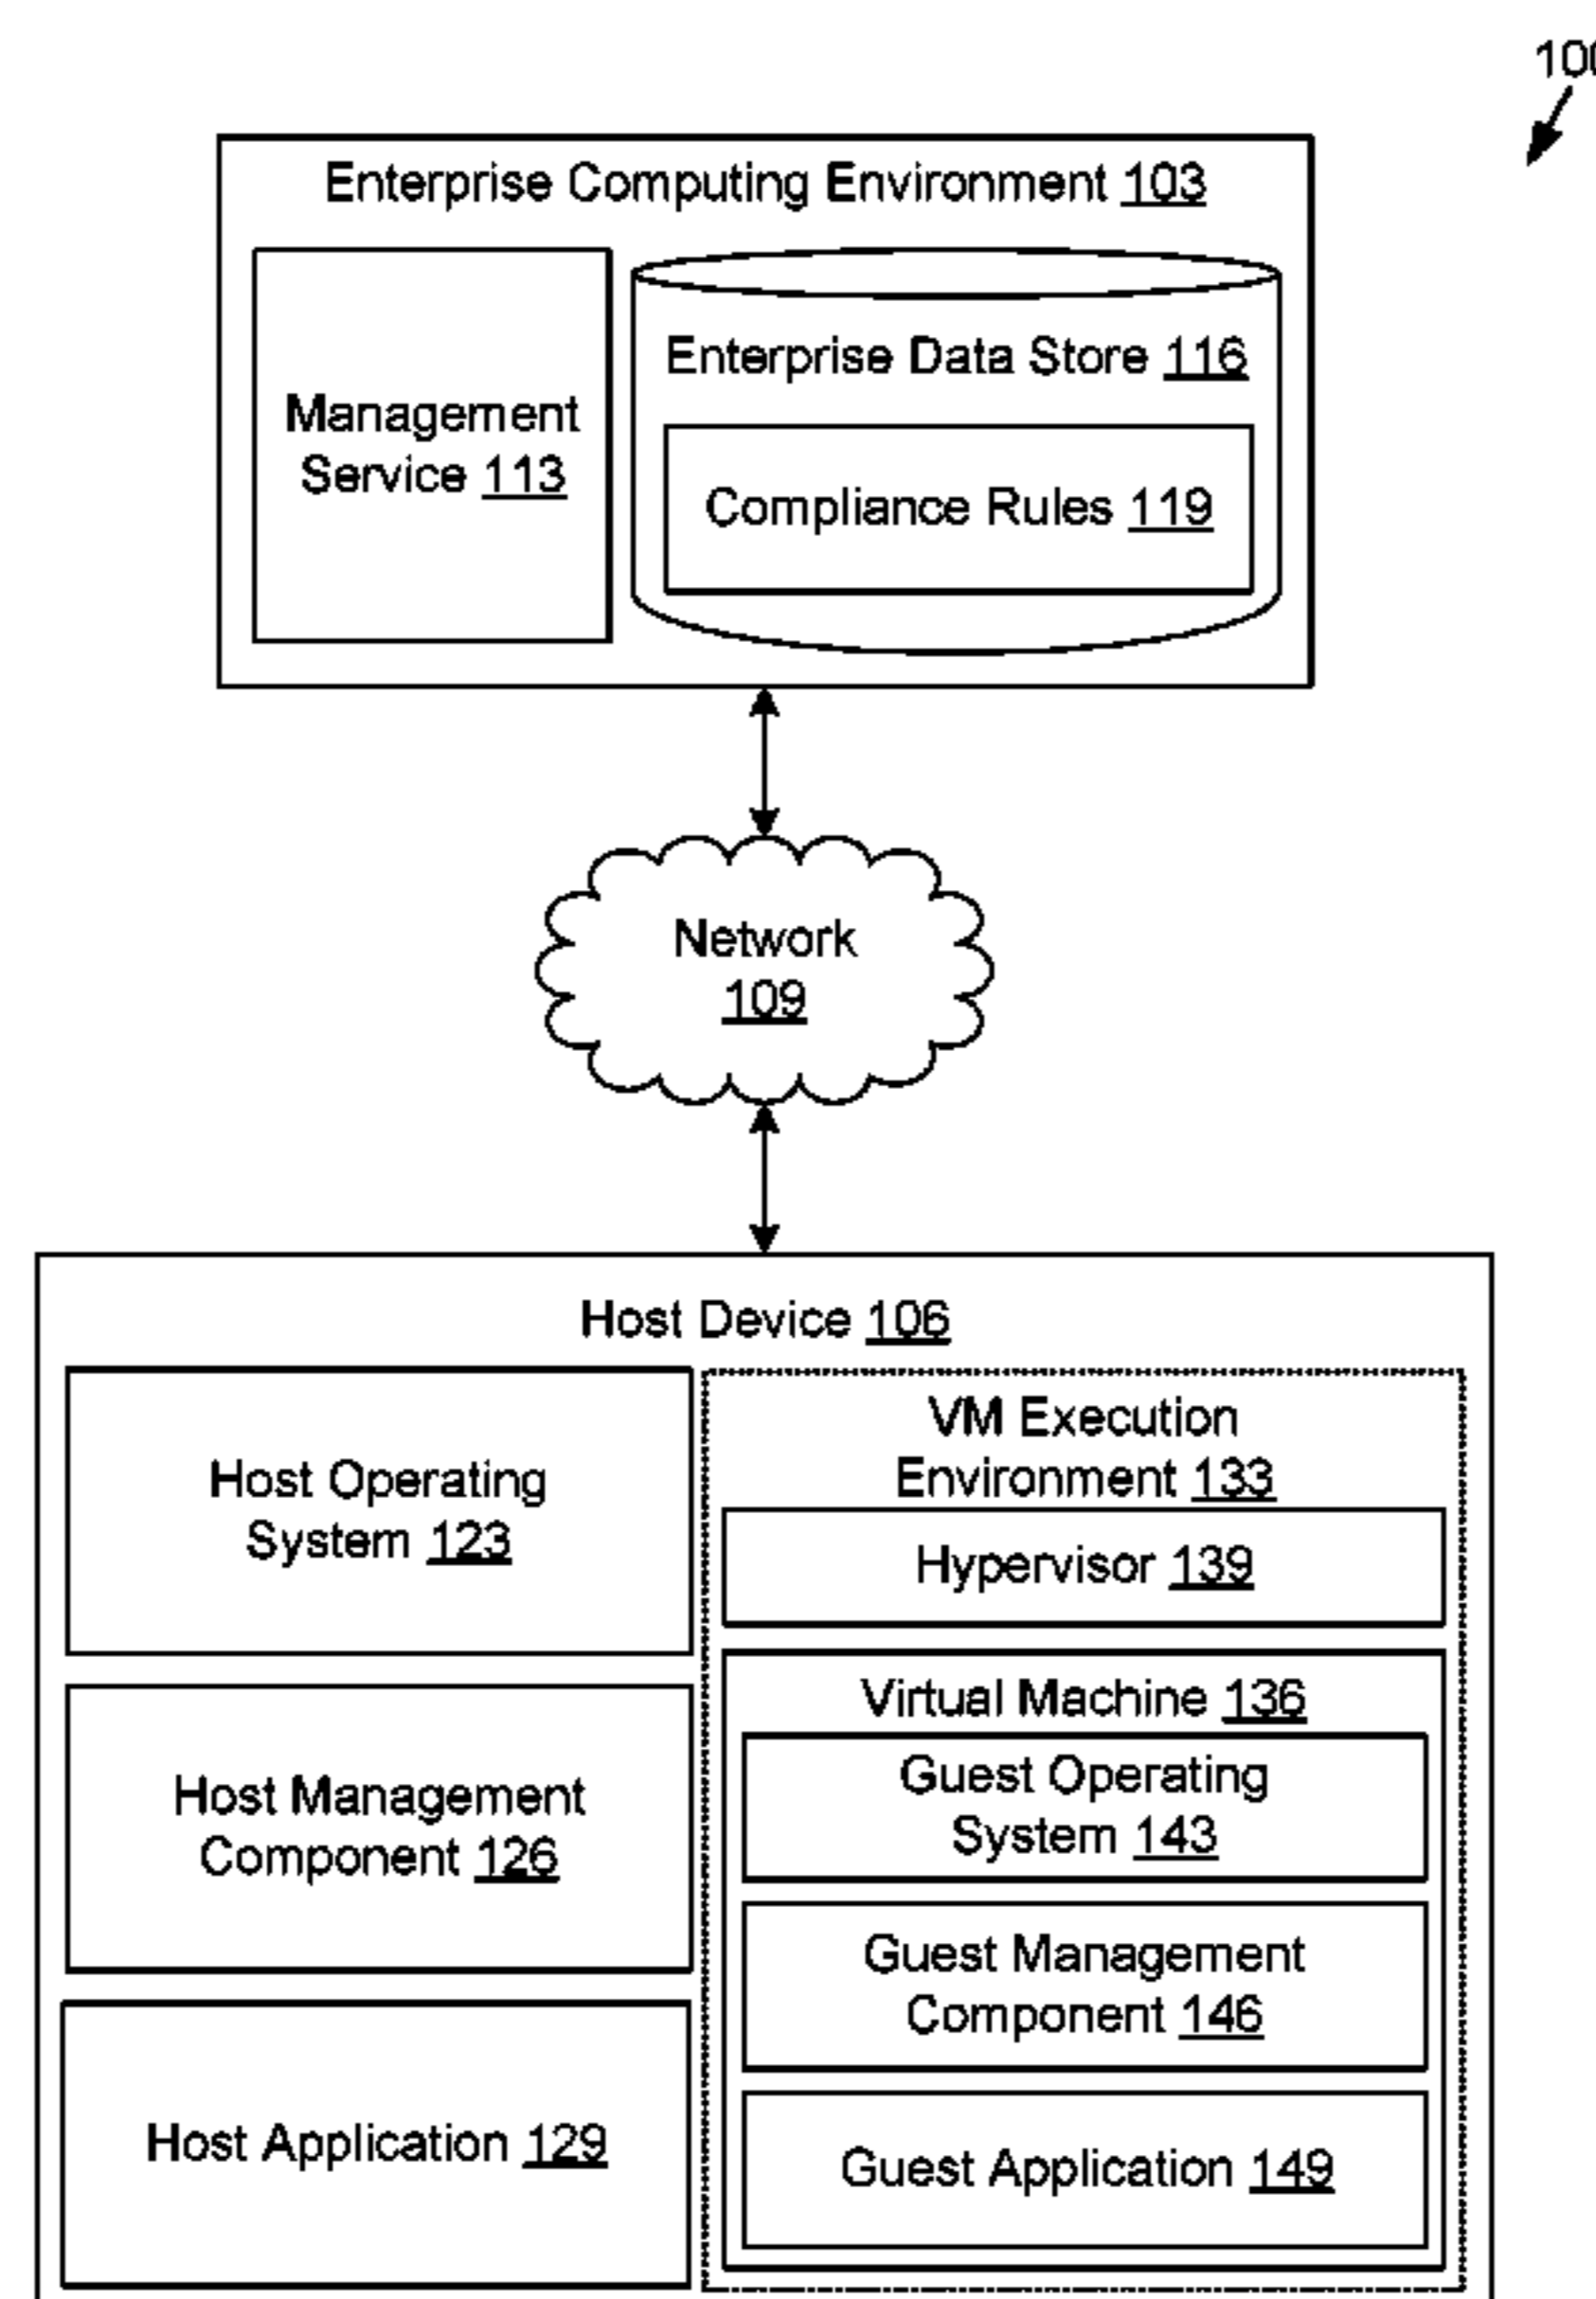 100
Enterprise Computing Environment 103
Management
Service 113
Enterprise Data Store 116
Compliance Rules 119
Network
109
Host Device 106
Host Operating
System 123
Host Management
Component 126
Host Application 129
VM Execution
Environment 133
Hypervisor 139
Virtual Machine 136
Guest Operating
System 143
Guest Management
Component 146
Guest Application 149